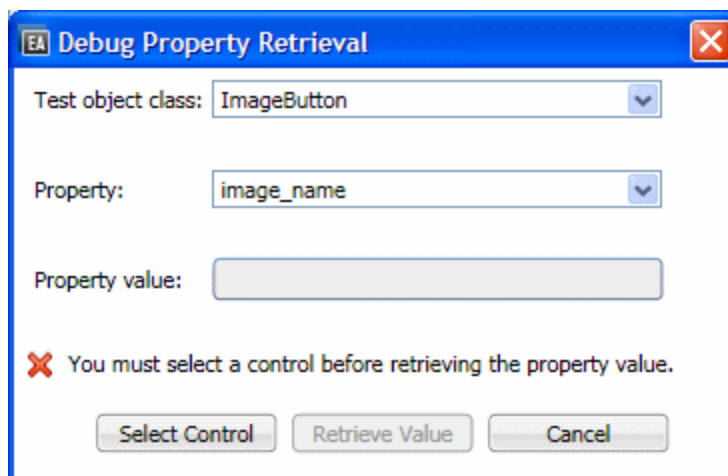 EA Debug Property Retrieval
Test object class: ImageButton
Property: image_name
Property value:
You must select a control before retrieving the property value.
Select Control Retrieve Value Cancel